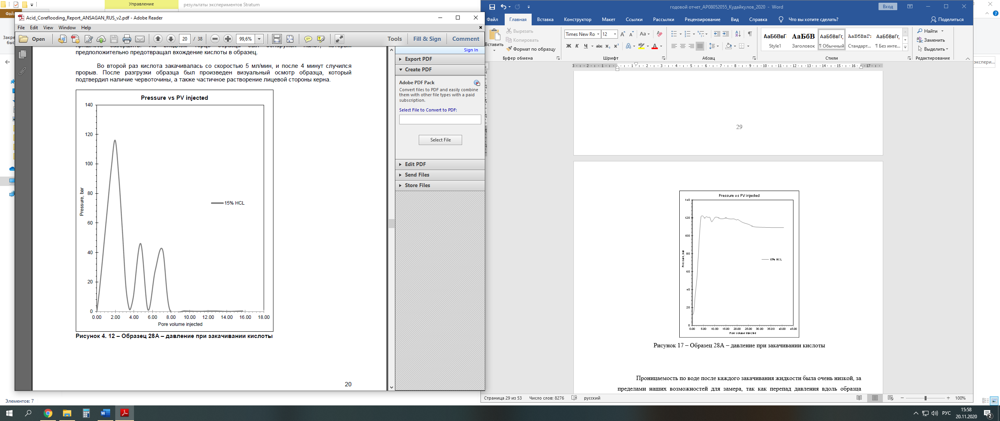 Управление
результаты экспериментов Stratum
Acid_Coreflooding_Report_ANSAGAN_RUS_v2.pdf - Adobe Reader
File Edit View Window Help
Open 20 / 38 99,6% Tools Fill & Sign Comment
предположительно предотвращал вхождение кислоты в образец.
Во второй раз кислота закачивалась со скоростью 5 мл/мин, и после 4 минут случился
прорыв. После разгрузки образца был произведен визуальный осмотр образца, который
подтвердил наличие червоточины, а также частичное растворение лицевой стороны керна.
Pressure vs PV injected
140
120
100
80
60
40
20
0
Pressure, bar
15% HCL
0.00 2.00 4.00 6.00 8.00 10.00 12.00 14.00 16.00 18.00
Pore volume injected
Рисунок 4. 12 – Образец 28А – давление при закачивании кислоты
20
Sign In
Export PDF
Create PDF
Adobe PDF Pack
Convert files to PDF and easily combine
them with other file types with a paid
subscription.
Select File to Convert to PDF:
Select File
Edit PDF
Send Files
Store Files
Элементов: 7
годовой отчет_AP08052055_Кудайкулов_2020 - Word
Вход
Файл Главная Вставка Конструктор Макет Ссылки Рассылки Рецензирование Вид Справка Что вы хотите сделать? Поделиться
Вставить
Вырезать
Копировать
Формат по образцу
Буфер обмена
Times New Ro 12
Ж К Ч abc x₂ x²
Шрифт
Абзац
АаБбВвГ АаБбВ АаБбВвГг, АаБбВвГг АаБбВвГг,
Style1 Заголовок ¶ Обычный Стандарт... ¶ Без инте...
Стили
Найти
Заменить
Выделить
Редактирование
экспери...
3 2 1 1 2 3 4 5 6 7 8 9 10 11 12 13 14 15 16 17
29
Pressure vs PV injected
140
120
100
80
60
40
20
0
Pressure, bar
15% HCL
0.00 5.00 10.00 15.00 20.00 25.00 30.00 35.00 40.00 45.00
Pore volume injected
Рисунок 17 – Образец 28А – давление при закачивании кислоты
Проницаемость по воде после каждого закачивания жидкости была очень низкой, за
пределами наших возможностей для замера, так как перепад давления вдоль образца
Страница 29 из 53 Число слов: 8276 русский 100%
РУС
15:58
20.11.2020
2